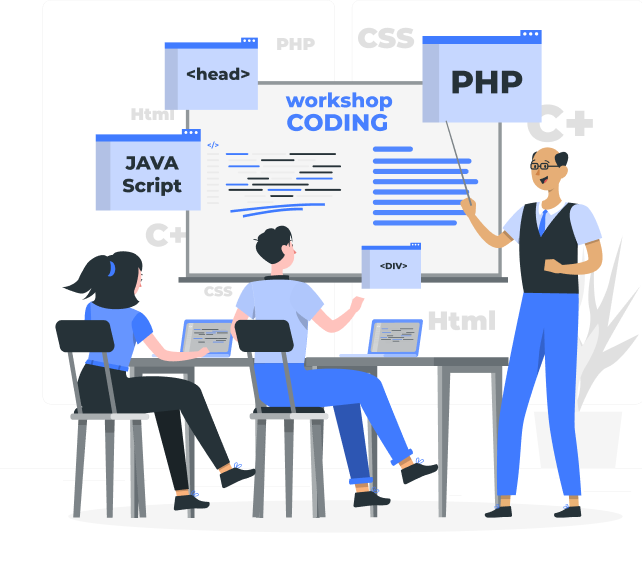 PHP
CSS
PHP
<head>
workshop
CODING
Html
C+
</>
JAVA
Script
C+
<DIV>
CSS
Html